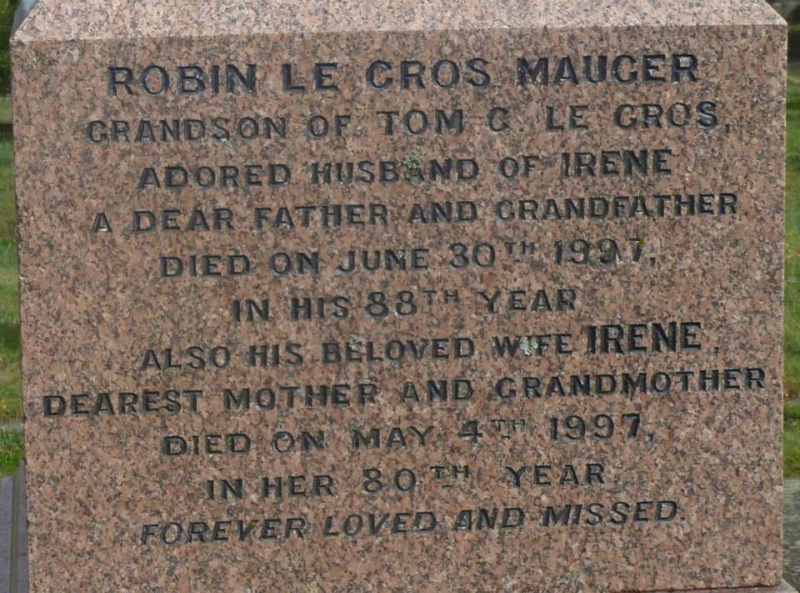 ROBIN LE GROS MAUGER
GRANDSON OF TOM G. LE GROS,
ADORED HUSBAND OF IRENE
A DEAR FATHER AND GRANDFATHER
DIED ON JUNE 30TH 1997,
IN HIS 88TH YEAR
ALSO HIS BELOVED WIFE IRENE,
DEAREST MOTHER AND GRANDMOTHER
DIED ON MAY 4TH 1997,
IN HER 80TH YEAR
FOREVER LOVED AND MISSED.